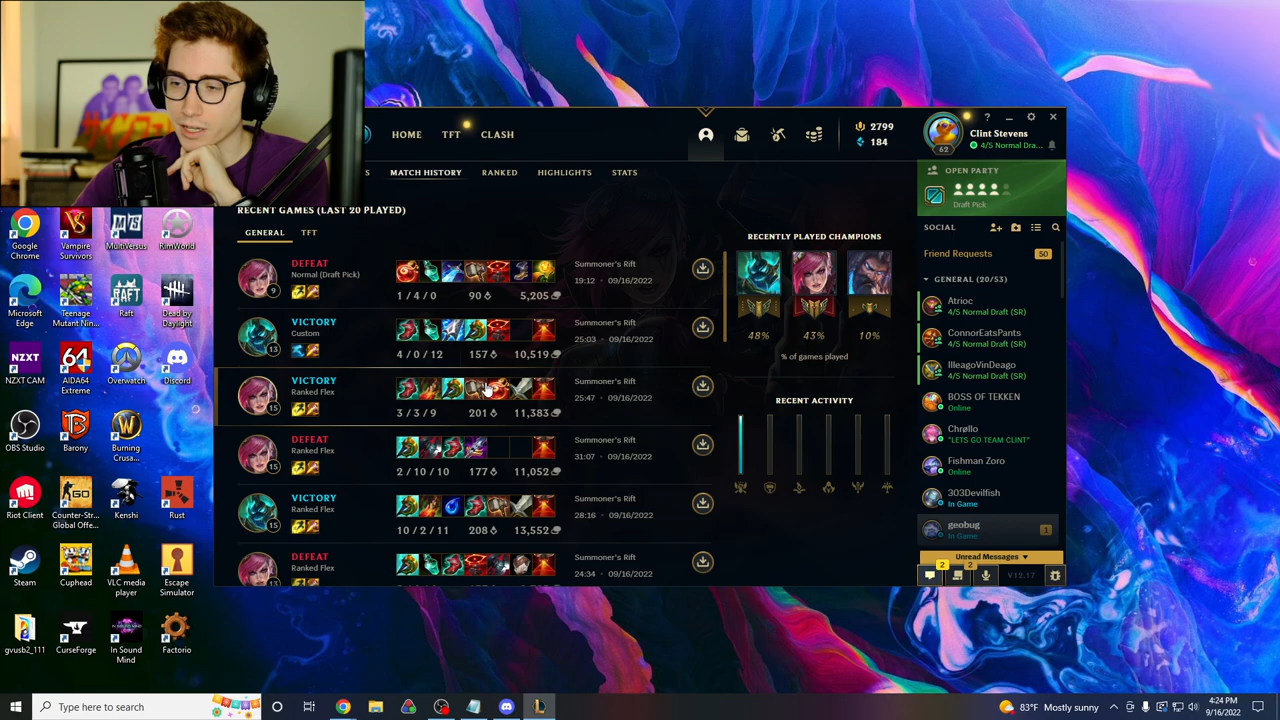 HOME
TFT
CLASH
2799
184
62
Clint Stevens
4/5 Normal Dra...
MATCH HISTORY
RANKED
HIGHLIGHTS
STATS
RECENT GAMES (LAST 20 PLAYED)
GENERAL
TFT
9
DEFEAT
Normal (Draft Pick)
1 / 4 / 0
90
5,205
Summoner's Rift
19:12 • 09/16/2022
13
VICTORY
Custom
4 / 0 / 12
157
10,519
Summoner's Rift
25:03 • 09/16/2022
15
VICTORY
Ranked Flex
3 / 3 / 9
201
11,383
Summoner's Rift
25:47 • 09/16/2022
15
DEFEAT
Ranked Flex
2 / 10 / 10
177
11,052
Summoner's Rift
31:07 • 09/16/2022
15
VICTORY
Ranked Flex
10 / 2 / 11
208
13,552
Summoner's Rift
28:16 • 09/16/2022
DEFEAT
Ranked Flex
Summoner's Rift
24:34 • 09/16/2022
RECENTLY PLAYED CHAMPIONS
48%
43%
10%
% of games played
RECENT ACTIVITY
OPEN PARTY
Draft Pick
SOCIAL
Friend Requests
50
GENERAL (20/53)
Atrioc
4/5 Normal Draft (SR)
ConnorEatsPants
4/5 Normal Draft (SR)
IlleagoVinDeago
4/5 Normal Draft (SR)
BOSS OF TEKKEN
Online
Chrøllo
"LETS GO TEAM CLINT"
Fishman Zoro
Online
303Devilfish
In Game
geobug
In Game
1
Unread Messages
2
2
V12.17
Google Chrome
Vampire Survivors
MultiVersus
RimWorld
Microsoft Edge
Teenage Mutant Nin...
Raft
Dead by Daylight
NZXT CAM
AIDA64 Extreme
Overwatch
Discord
OBS Studio
Barony
Burning Crusa...
Riot Client
Counter-Str... Global Offe...
Kenshi
Rust
Steam
Cuphead
VLC media player
Escape Simulator
gvusb2_111
CurseForge
In Sound Mind
Factorio
Type here to search
83°F Mostly sunny
4:24 PM
9/16/2022